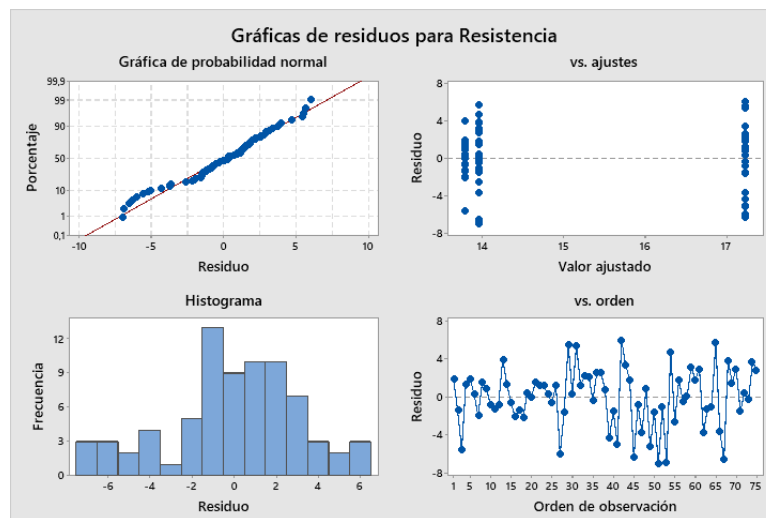 Gráficas de residuos para Resistencia
Gráfica de probabilidad normal
99,9
99
90
50
10
1
0,1
Porcentaje
-10 -5 0 5 10
Residuo
vs. ajustes
8
4
0
-4
-8
Residuo
14 15 16 17
Valor ajustado
Histograma
12
9
6
3
0
Frecuencia
-6 -4 -2 0 2 4 6
Residuo
vs. orden
8
4
0
-4
-8
Residuo
1 5 10 15 20 25 30 35 40 45 50 55 60 65 70 75
Orden de observación